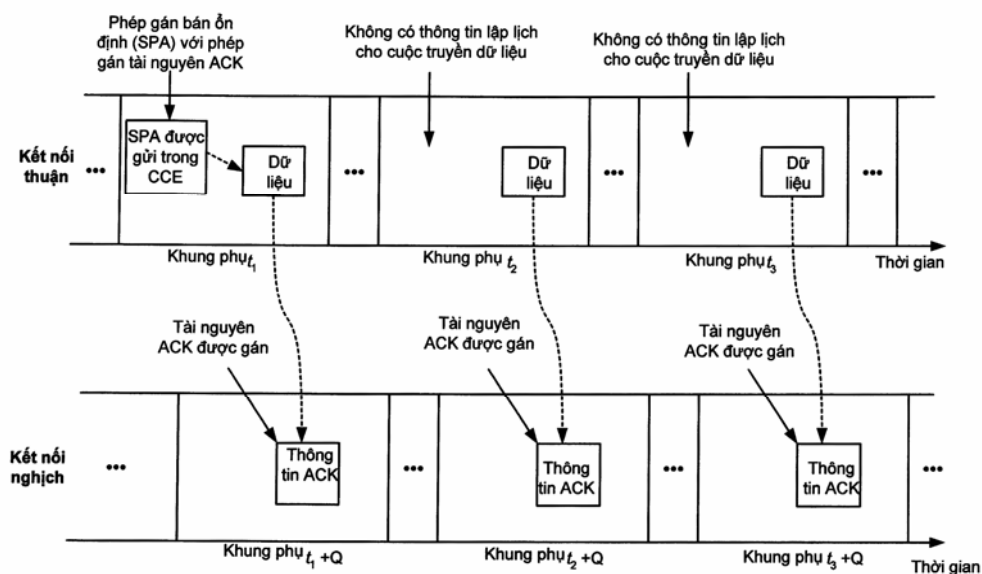 Phép gán bán ổn
định (SPA) với phép
gán tài nguyên ACK
Không có thông tin lập lịch
cho cuộc truyền dữ liệu
Không có thông tin lập lịch
cho cuộc truyền dữ liệu
Kết nối
thuận
•••
SPA được
gửi trong
CCE
Dữ
liệu
•••
Dữ
liệu
•••
Dữ
liệu
•••
Khung phụ t1
Khung phụ t2
Khung phụ t3
Thời gian
Tài nguyên
ACK được gán
Tài nguyên
ACK được gán
Tài nguyên
ACK được gán
Kết nối
nghịch
•••
Thông
tin ACK
•••
Thông
tin ACK
•••
Thông
tin ACK
•••
Khung phụ t1 +Q
Khung phụ t2 +Q
Khung phụ t3 +Q
Thời gian